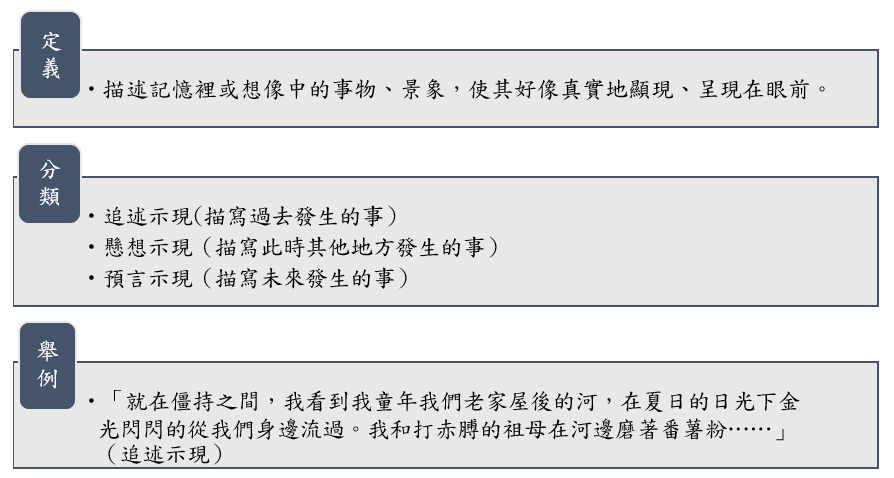 定義
・描述記憶裡或想像中的事物、景象，使其好像真實地顯現、呈現在眼前。
分類
・追述示現(描寫過去發生的事）
・懸想示現（描寫此時其他地方發生的事）
・預言示現（描寫未來發生的事）
舉例
・「就在僵持之間，我看到我童年我們老家屋後的河，在夏日的日光下金
光閃閃的從我們身邊流過。我和打赤膊的祖母在河邊磨著番薯粉⋯⋯」
（追述示現）